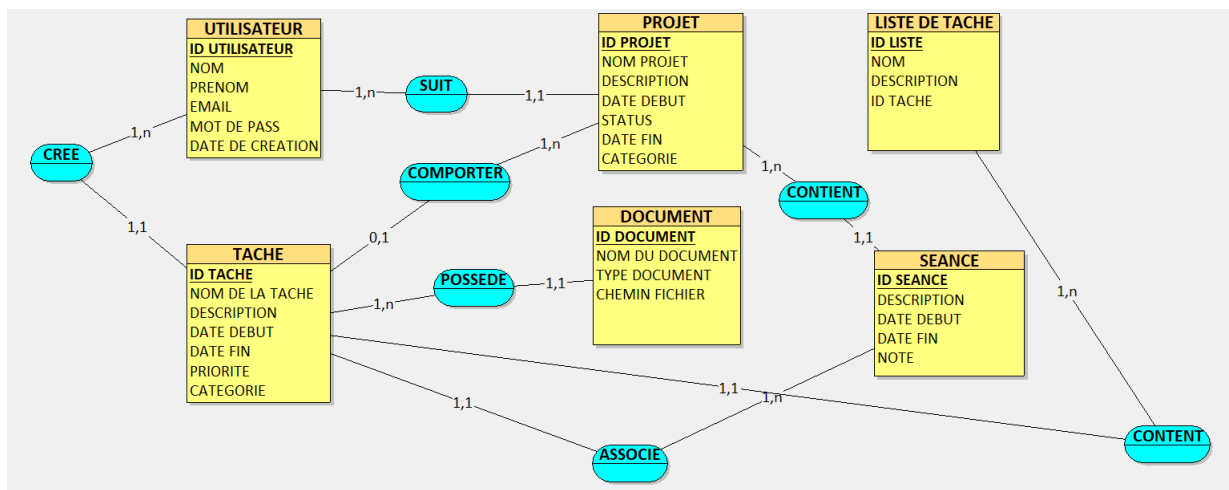 UTILISATEUR
ID UTILISATEUR
NOM
PRENOM
EMAIL
MOT DE PASS
DATE DE CREATION
PROJET
ID PROJET
NOM PROJET
DESCRIPTION
DATE DEBUT
STATUS
DATE FIN
CATEGORIE
LISTE DE TACHE
ID LISTE
NOM
DESCRIPTION
ID TACHE
1,n
SUIT
1,1
1,n
CREE
1,1
1,n
COMPORTER
0,1
1,n
CONTIENT
1,1
TACHE
ID TACHE
NOM DE LA TACHE
DESCRIPTION
DATE DEBUT
DATE FIN
PRIORITE
CATEGORIE
1,n
POSSEDE
1,1
DOCUMENT
ID DOCUMENT
NOM DU DOCUMENT
TYPE DOCUMENT
CHEMIN FICHIER
SEANCE
ID SEANCE
DESCRIPTION
DATE DEBUT
DATE FIN
NOTE
1,n
1,1
1,1
1,n
ASSOCIE
CONTENT